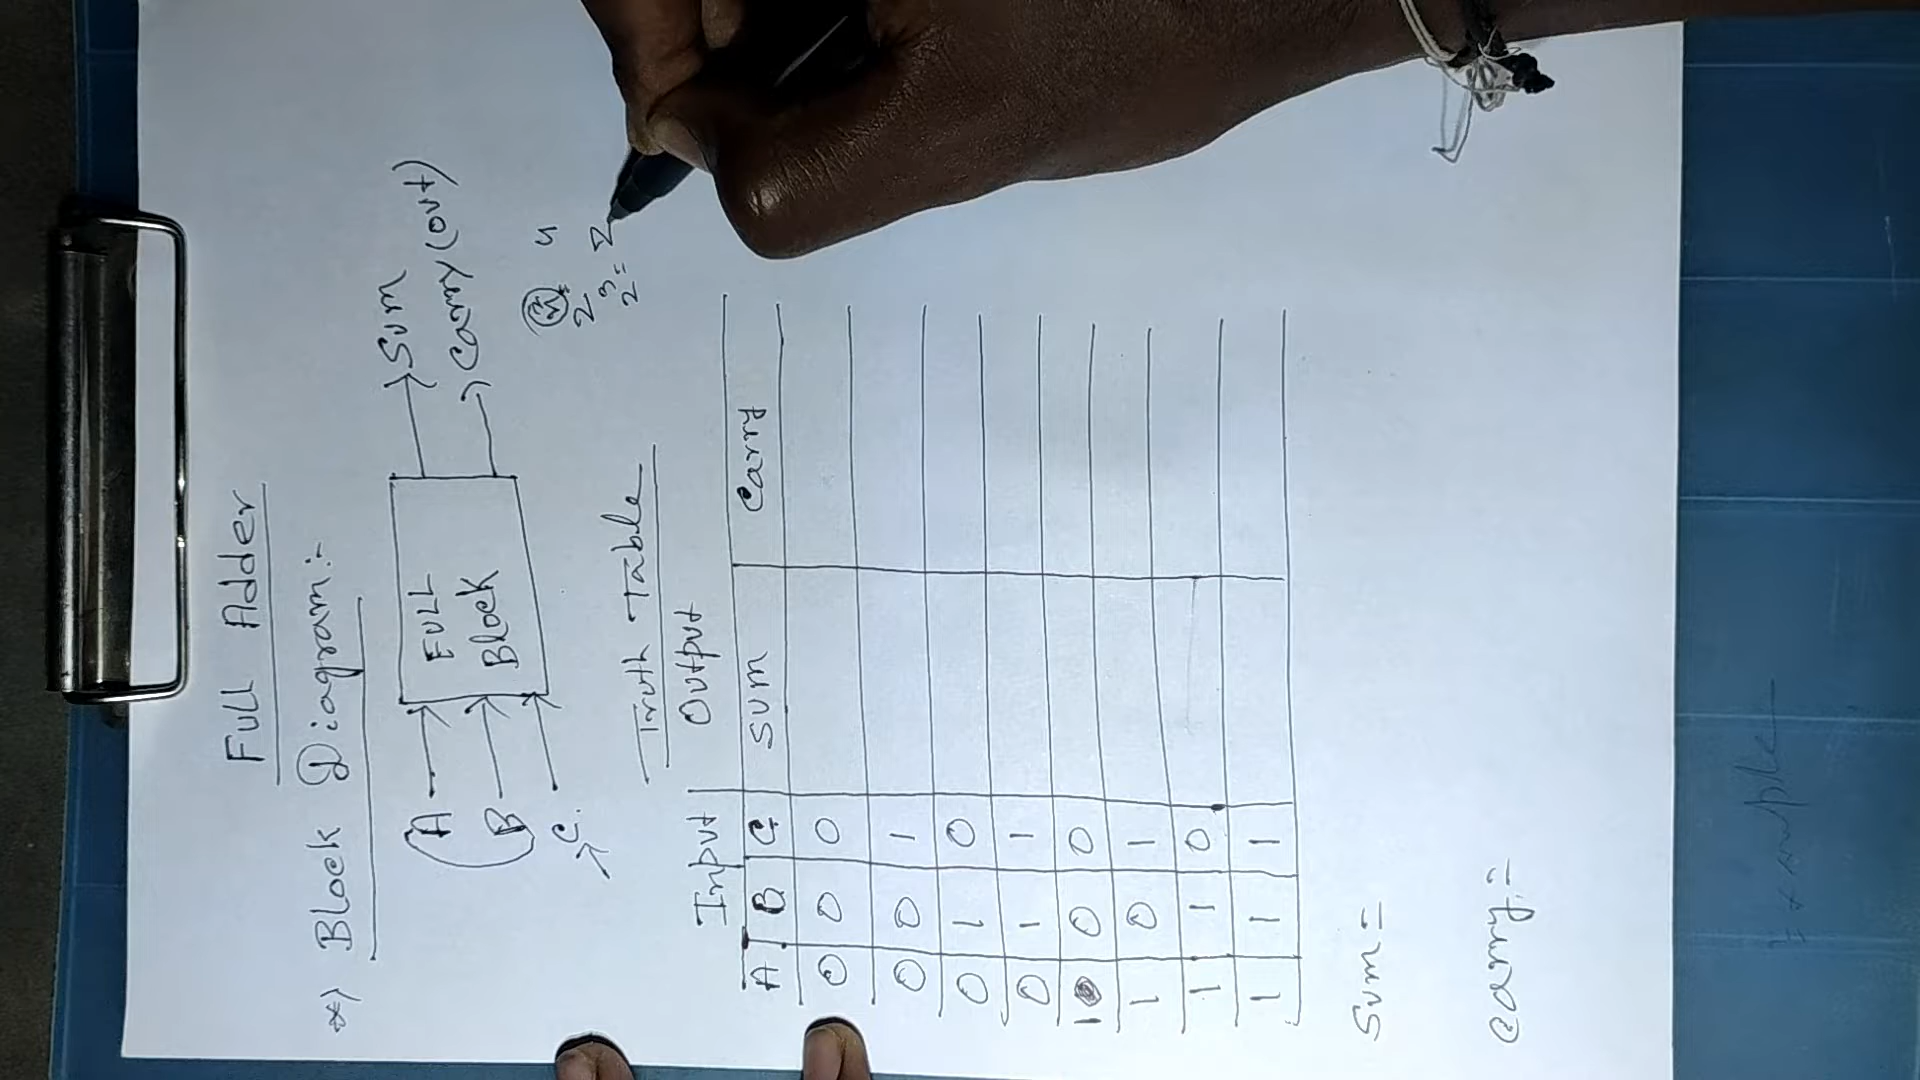 Full Adder
*) Block Diagram:-
A
B
C
FULL
Block
Sum
Carry (out)
4
2
2³ = 2
Truth Table
Input Output
A B C Sum Carry
0 0 0
0 0 1
0 1 0
0 1 1
1 0 0
1 0 1
1 1 0
1 1 1
Sum =
Carry:-